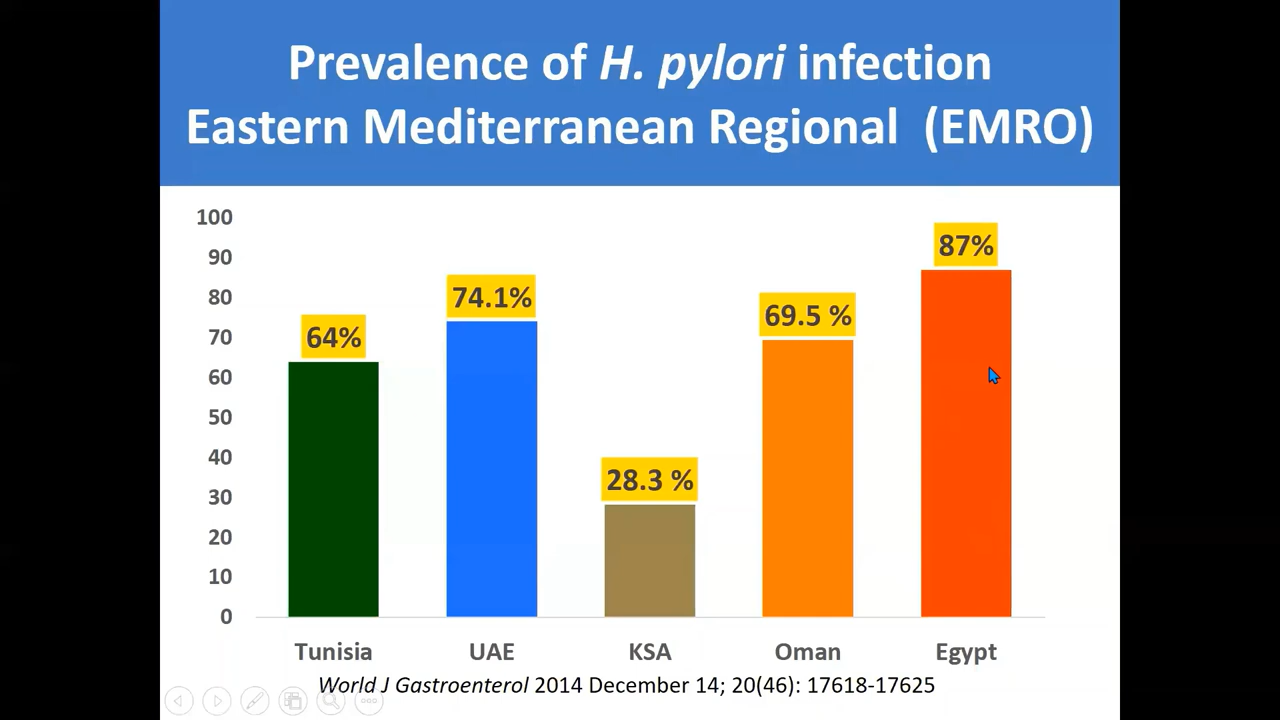 Prevalence of H. pylori infection
Eastern Mediterranean Regional (EMRO)
100
90
80
70
60
50
40
30
20
10
0
64%
74.1%
28.3 %
69.5 %
87%
Tunisia
UAE
KSA
Oman
Egypt
World J Gastroenterol 2014 December 14; 20(46): 17618-17625